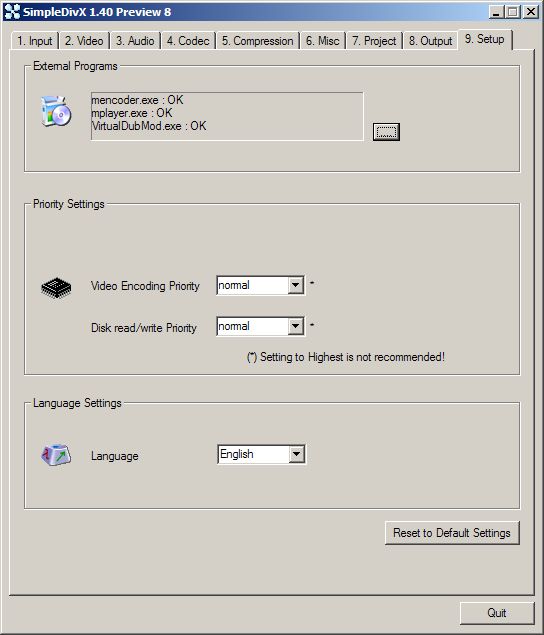 SimpleDivX 1.40 Preview 8
1. Input 2. Video 3. Audio 4. Codec 5. Compression 6. Misc 7. Project 8. Output 9. Setup
External Programs
mencoder.exe : OK
mplayer.exe : OK
VirtualDubMod.exe : OK
...
Priority Settings
Video Encoding Priority normal *
Disk read/write Priority normal *
(*) Setting to Highest is not recommended!
Language Settings
Language English
Reset to Default Settings
Quit